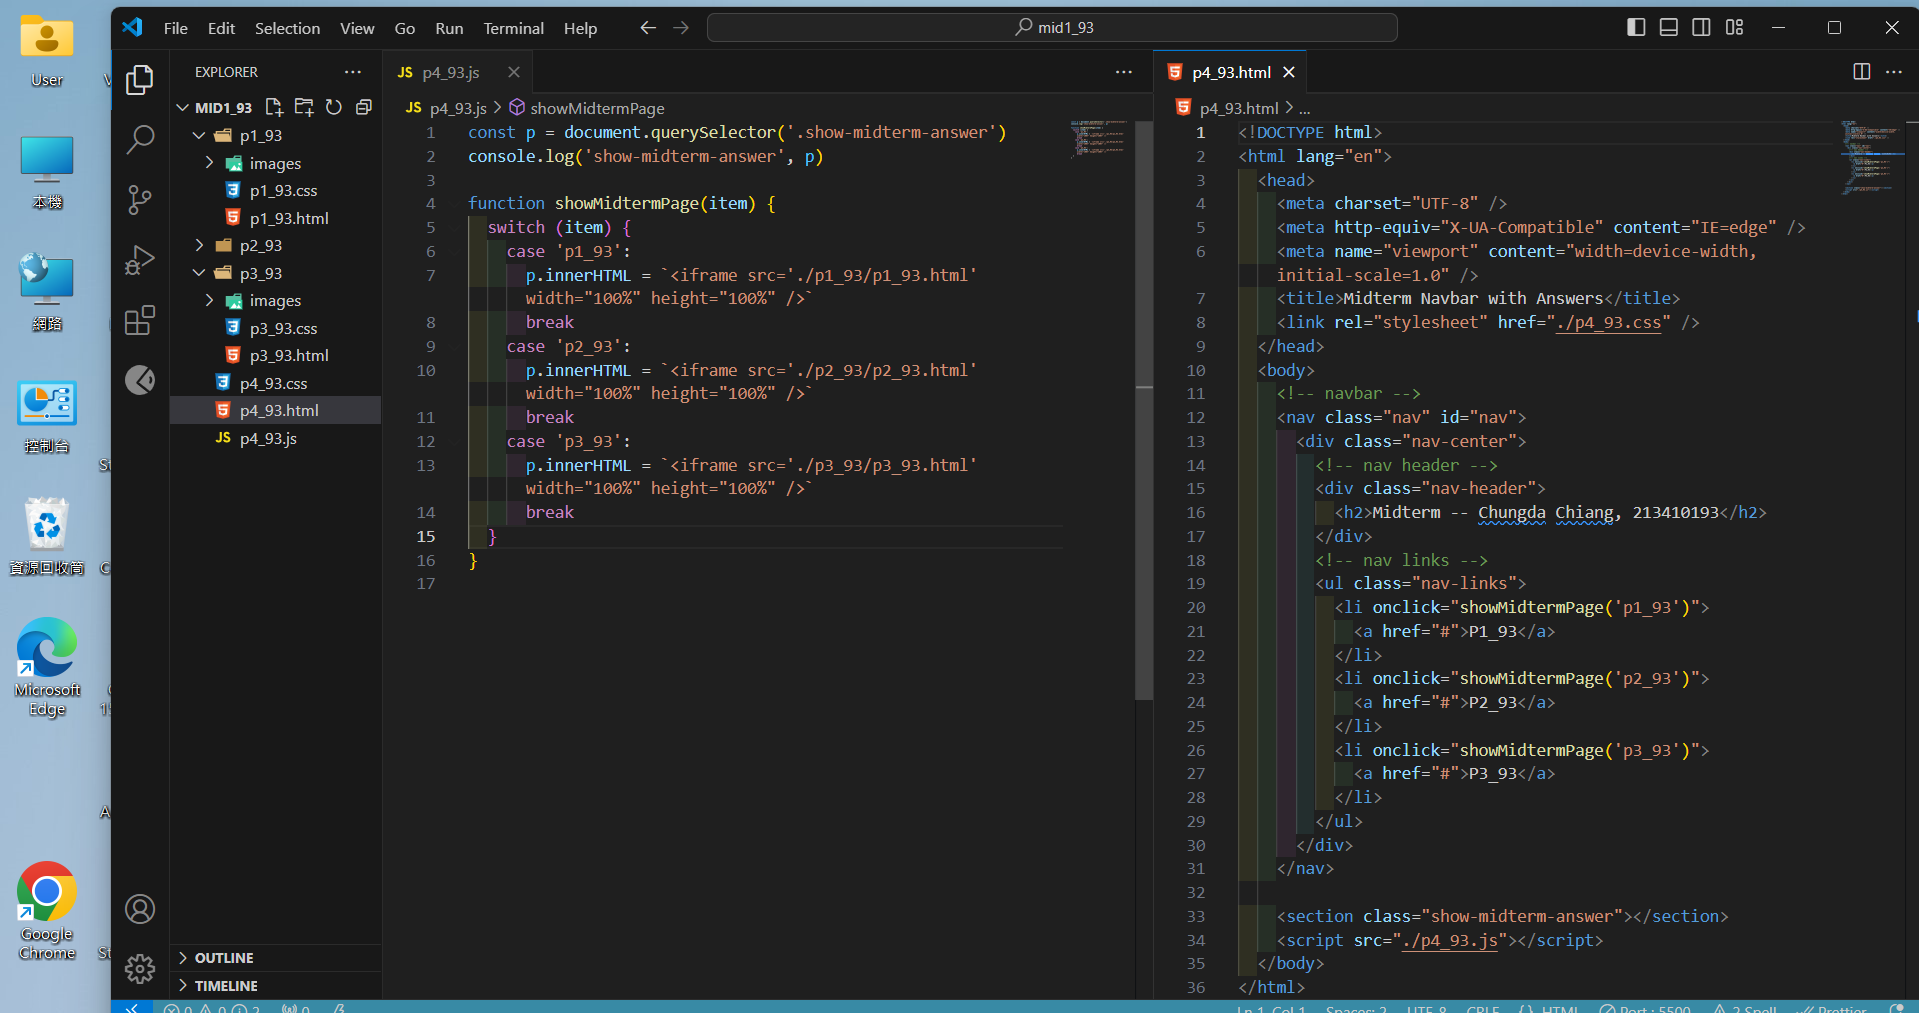 User
本機
網路
控制台
資源回收筒
Microsoft
Edge
Google
Chrome
File Edit Selection View Go Run Terminal Help
mid1_93
EXPLORER
MID1_93
p1_93
images
p1_93.css
p1_93.html
p2_93
p3_93
images
p3_93.css
p3_93.html
p4_93.css
p4_93.html
JS p4_93.js
OUTLINE
TIMELINE
JS p4_93.js
JS p4_93.js > showMidtermPage
1 const p = document.querySelector('.show-midterm-answer')
2 console.log('show-midterm-answer', p)
3
4 function showMidtermPage(item) {
5 switch (item) {
6 case 'p1_93':
7 p.innerHTML = `<iframe src='./p1_93/p1_93.html'
width="100%" height="100%" />`
8 break
9 case 'p2_93':
10 p.innerHTML = `<iframe src='./p2_93/p2_93.html'
width="100%" height="100%" />`
11 break
12 case 'p3_93':
13 p.innerHTML = `<iframe src='./p3_93/p3_93.html'
width="100%" height="100%" />`
14 break
15 }
16 }
17
p4_93.html
p4_93.html > ...
1 <!DOCTYPE html>
2 <html lang="en">
3 <head>
4 <meta charset="UTF-8" />
5 <meta http-equiv="X-UA-Compatible" content="IE=edge" />
6 <meta name="viewport" content="width=device-width,
initial-scale=1.0" />
7 <title>Midterm Navbar with Answers</title>
8 <link rel="stylesheet" href="./p4_93.css" />
9 </head>
10 <body>
11 <!-- navbar -->
12 <nav class="nav" id="nav">
13 <div class="nav-center">
14 <!-- nav header -->
15 <div class="nav-header">
16 <h2>Midterm -- Chungda Chiang, 213410193</h2>
17 </div>
18 <!-- nav links -->
19 <ul class="nav-links">
20 <li onclick="showMidtermPage('p1_93')">
21 <a href="#">P1_93</a>
22 </li>
23 <li onclick="showMidtermPage('p2_93')">
24 <a href="#">P2_93</a>
25 </li>
26 <li onclick="showMidtermPage('p3_93')">
27 <a href="#">P3_93</a>
28 </li>
29 </ul>
30 </div>
31 </nav>
32
33 <section class="show-midterm-answer"></section>
34 <script src="./p4_93.js"></script>
35 </body>
36 </html>
Ln 1, Col 1 Spaces: 2 UTF-8 CRLF {} HTML Port : 5500 2 Spell Prettier